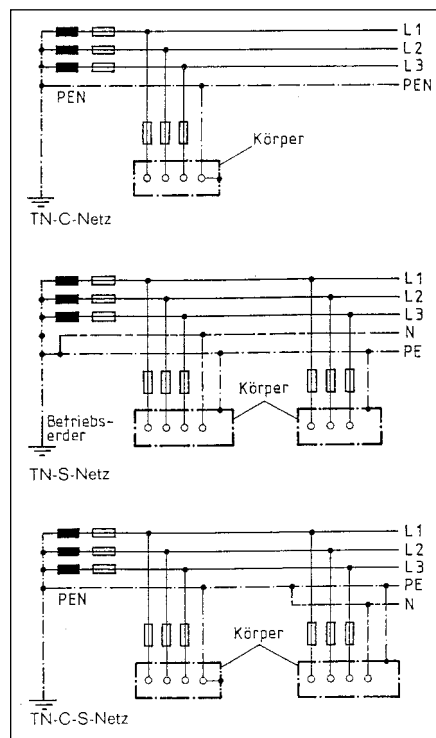 L1
L2
L3
PEN
PEN
Körper
TN-C-Netz
L1
L2
L3
N
PE
Körper
Betriebs-
erder
TN-S-Netz
L1
L2
L3
PE
N
PEN
Körper
TN-C-S-Netz